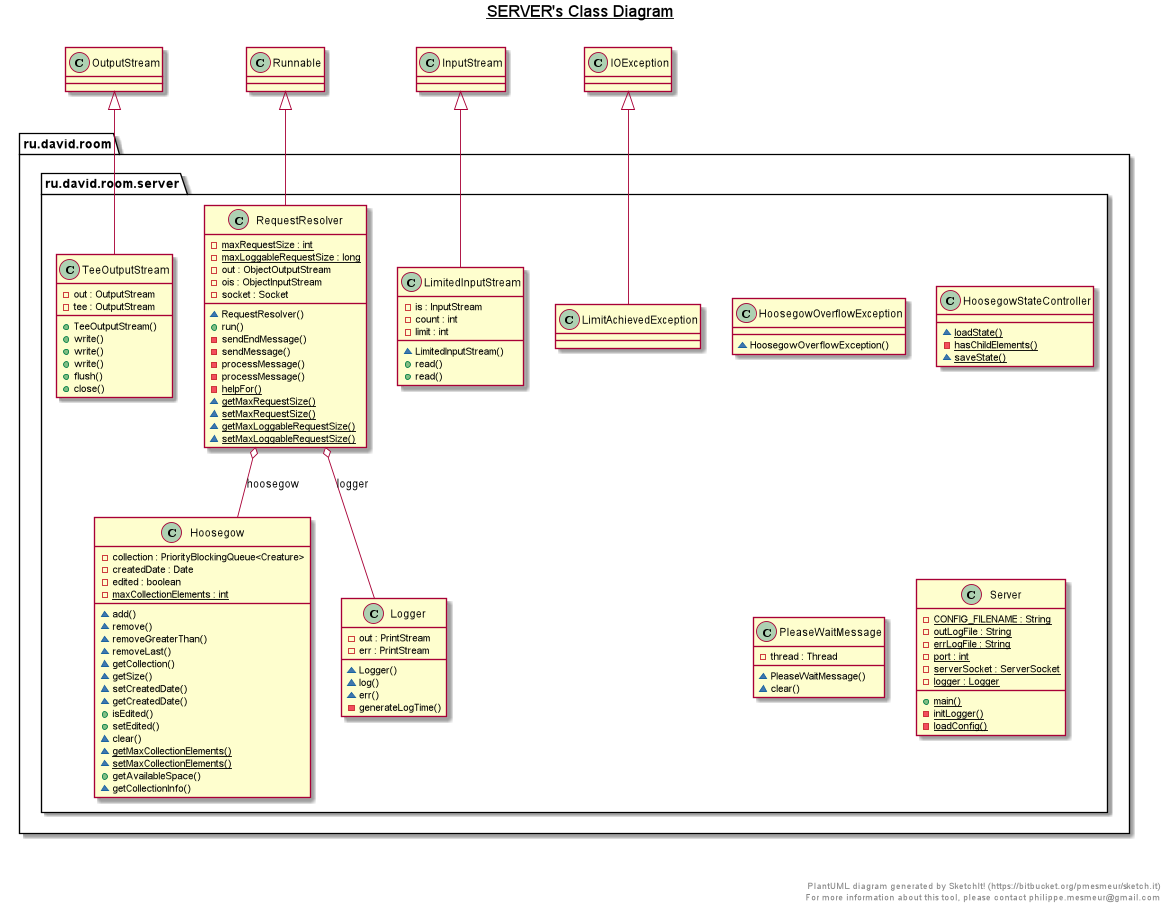 SERVER's Class Diagram
C OutputStream
C Runnable
C InputStream
C IOException
ru.david.room
ru.david.room.server
C TeeOutputStream
out : OutputStream
tee : OutputStream
TeeOutputStream()
write()
write()
write()
flush()
close()
C RequestResolver
maxRequestSize : int
maxLoggableRequestSize : long
out : ObjectOutputStream
ois : ObjectInputStream
socket : Socket
RequestResolver()
run()
sendEndMessage()
sendMessage()
processMessage()
processMessage()
helpFor()
getMaxRequestSize()
setMaxRequestSize()
getMaxLoggableRequestSize()
setMaxLoggableRequestSize()
C LimitedInputStream
is : InputStream
count : int
limit : int
LimitedInputStream()
read()
read()
C LimitAchievedException
C HoosegowOverflowException
HoosegowOverflowException()
C HoosegowStateController
loadState()
hasChildElements()
saveState()
hoosegow
logger
C Hoosegow
collection : PriorityBlockingQueue<Creature>
createdDate : Date
edited : boolean
maxCollectionElements : int
add()
remove()
removeGreaterThan()
removeLast()
getCollection()
getSize()
setCreatedDate()
getCreatedDate()
isEdited()
setEdited()
clear()
getMaxCollectionElements()
setMaxCollectionElements()
getAvailableSpace()
getCollectionInfo()
C Logger
out : PrintStream
err : PrintStream
Logger()
log()
err()
generateLogTime()
C PleaseWaitMessage
thread : Thread
PleaseWaitMessage()
clear()
C Server
CONFIG_FILENAME : String
outLogFile : String
errLogFile : String
port : int
serverSocket : ServerSocket
logger : Logger
main()
initLogger()
loadConfig()
PlantUML diagram generated by SketchIt! (https://bitbucket.org/pmesmeur/sketch.it)
For more information about this tool, please contact philippe.mesmeur@gmail.com